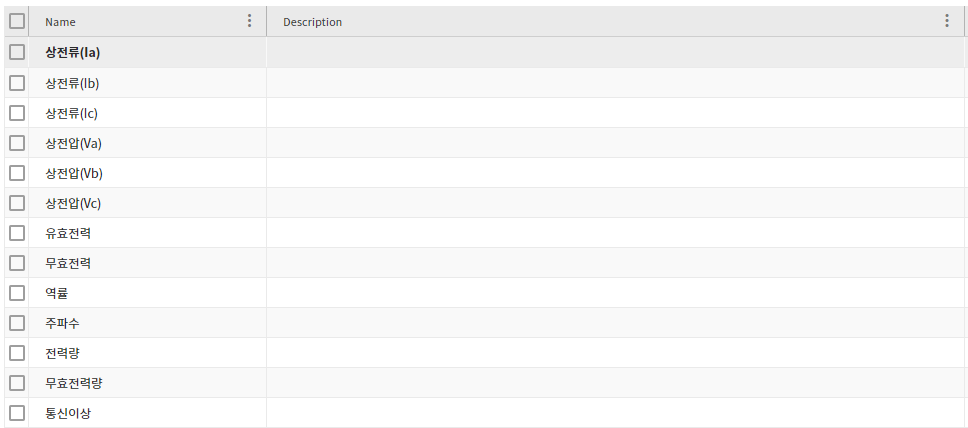 Name Description
상전류(Ia)
상전류(Ib)
상전류(Ic)
상전압(Va)
상전압(Vb)
상전압(Vc)
유효전력
무효전력
역률
주파수
전력량
무효전력량
통신이상